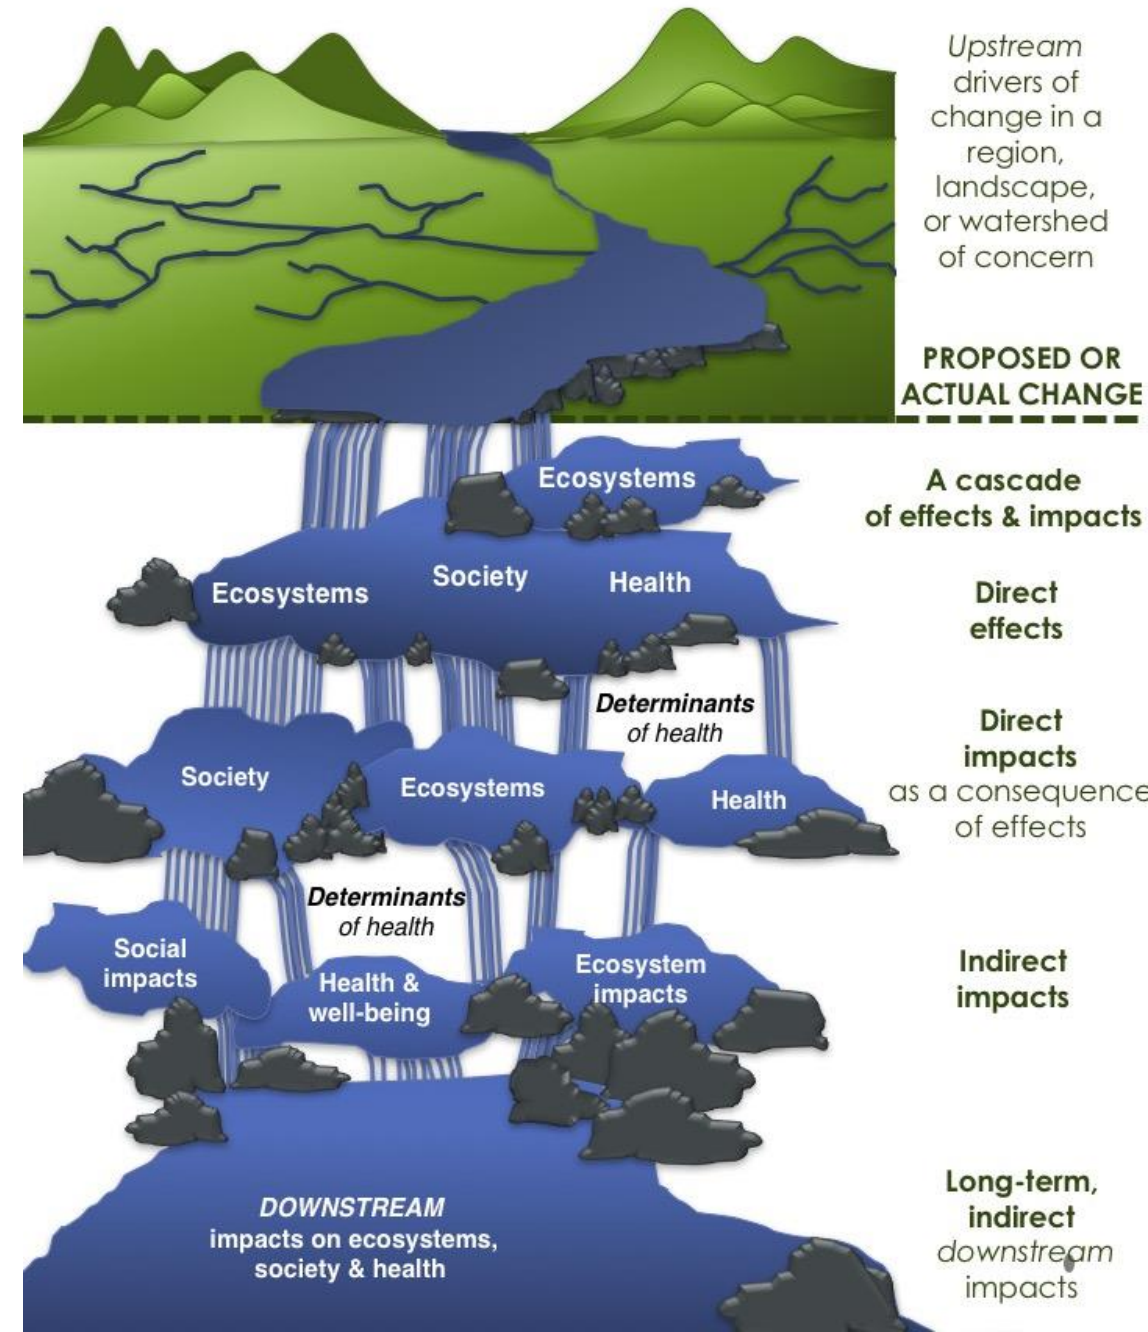 Upstream
drivers of
change in a
region,
landscape,
or watershed
of concern
PROPOSED OR
ACTUAL CHANGE
Ecosystems
A cascade
of effects & impacts
Ecosystems
Society
Health
Direct
effects
Determinants
of health
Direct
impacts
as a consequence
of effects
Society
Ecosystems
Health
Determinants
of health
Social
impacts
Health &
well-being
Ecosystem
impacts
Indirect
impacts
DOWNSTREAM
impacts on ecosystems,
society & health
Long-term,
indirect
downstream
impacts